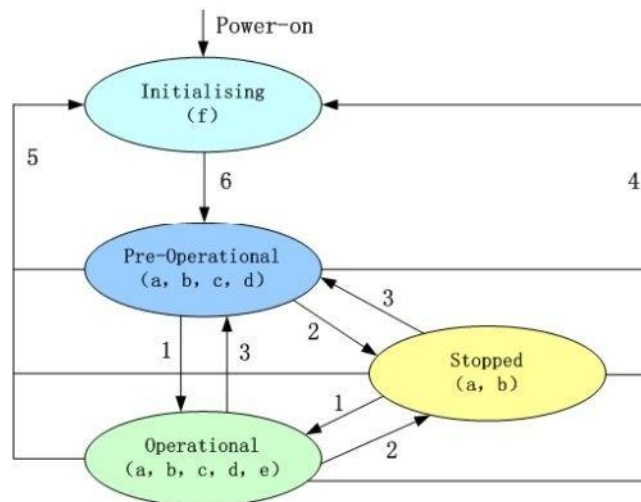 Power-on
Initialising
(f)
5
6
4
Pre-Operational
(a, b, c, d)
3
2
1
3
Stopped
(a, b)
1
Operational
(a, b, c, d, e)
2